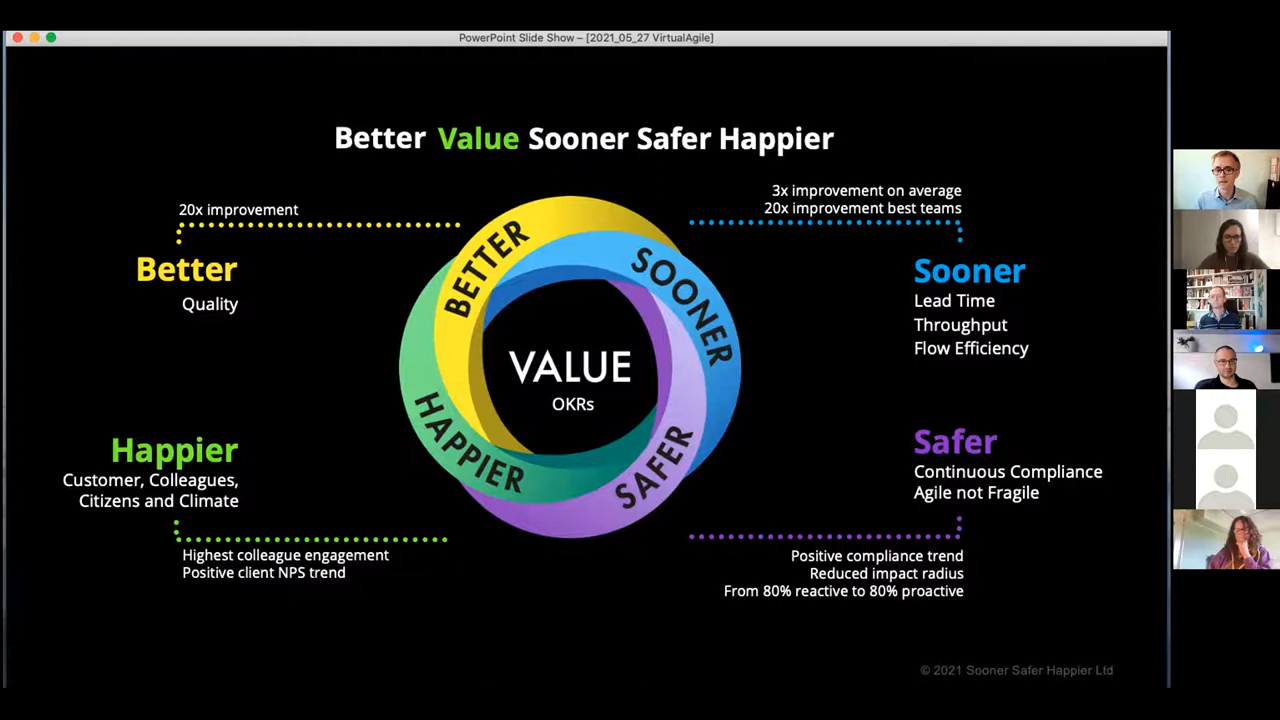 PowerPoint Slide Show – [2021_05_27 VirtualAgile]
Better Value Sooner Safer Happier
20x improvement
Better
Quality
3x improvement on average
20x improvement best teams
Sooner
Lead Time
Throughput
Flow Efficiency
BETTER
SOONER
VALUE
OKRs
HAPPIER
SAFER
Happier
Customer, Colleagues,
Citizens and Climate
Highest colleague engagement
Positive client NPS trend
Safer
Continuous Compliance
Agile not Fragile
Positive compliance trend
Reduced impact radius
From 80% reactive to 80% proactive
© 2021 Sooner Safer Happier Ltd